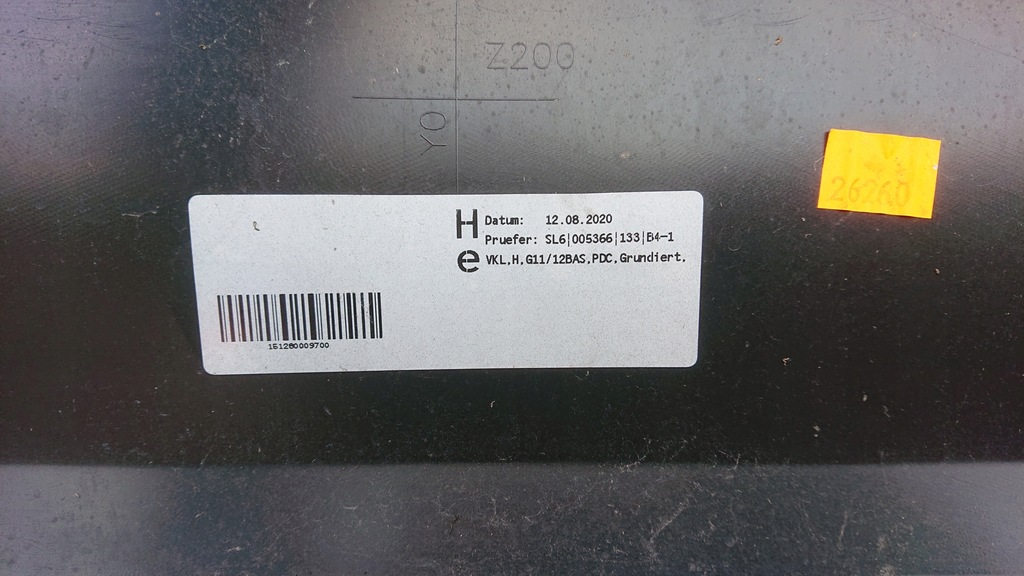 Z200
Y0
H Datum: 12.08.2020
Pruefer: SL6|005366|133|B4-1
e VKL,H,G11/12BAS,PDC,Grundiert,
151260009700
26260